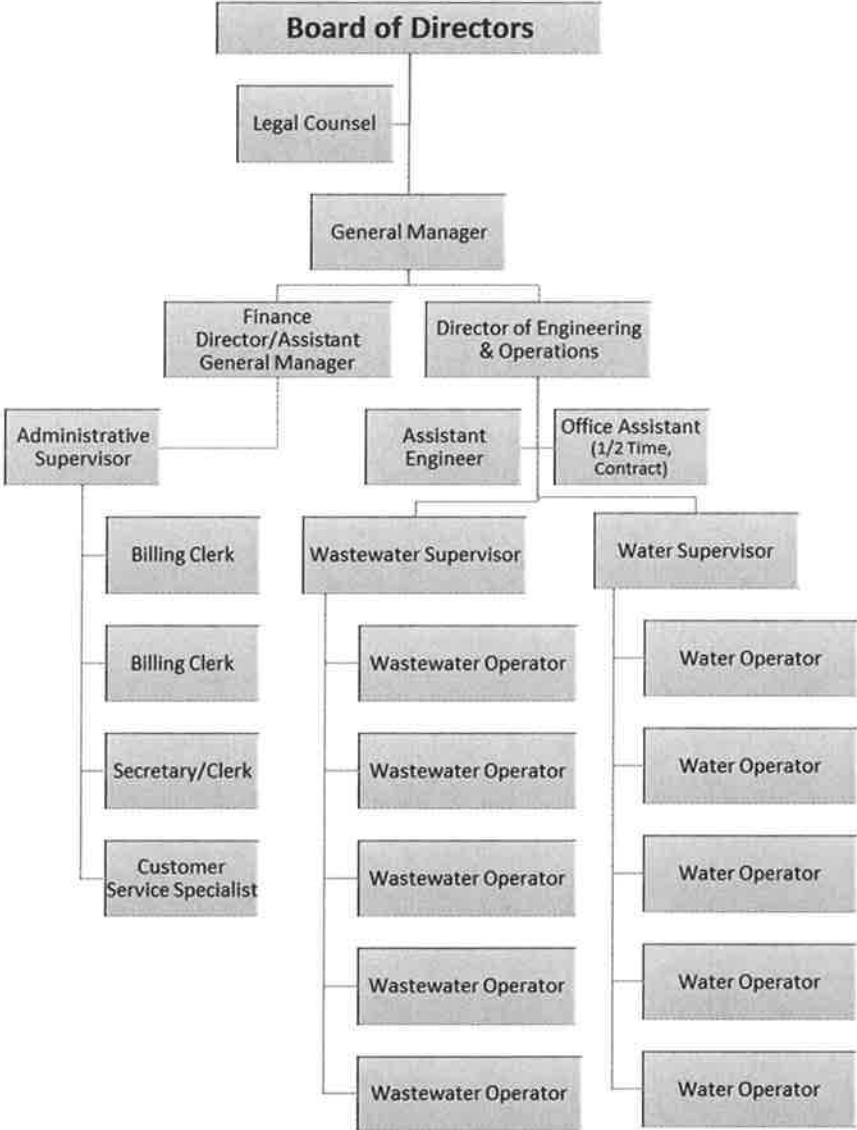 Board of Directors
Legal Counsel
General Manager
Finance
Director/Assistant
General Manager
Director of Engineering
& Operations
Administrative
Supervisor
Assistant
Engineer
Office Assistant
(1/2 Time,
Contract)
Billing Clerk
Wastewater Supervisor
Water Supervisor
Billing Clerk
Wastewater Operator
Water Operator
Secretary/Clerk
Wastewater Operator
Water Operator
Customer
Service Specialist
Wastewater Operator
Water Operator
Wastewater Operator
Water Operator
Wastewater Operator
Water Operator